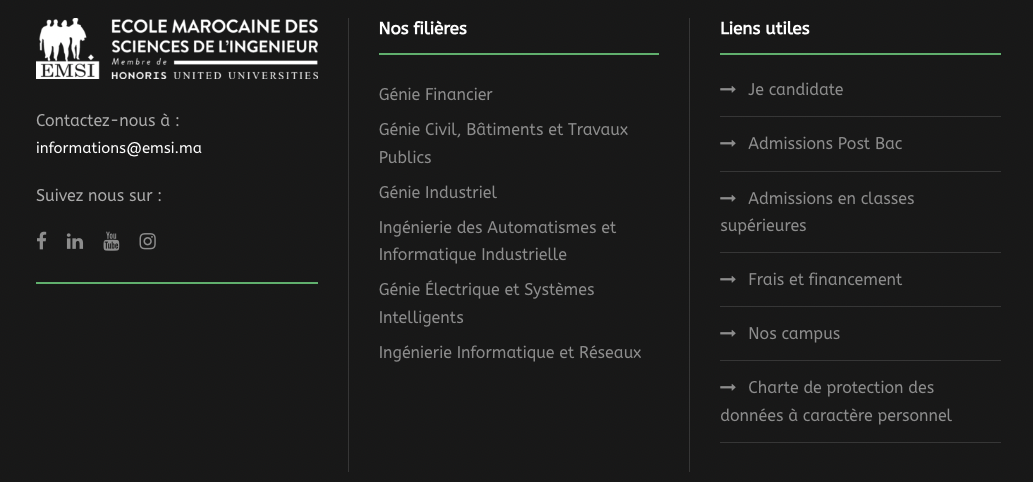 ECOLE MAROCAINE DES
SCIENCES DE L'INGENIEUR
EMSI
Membre de
HONORIS UNITED UNIVERSITIES
Contactez-nous à :
informations@emsi.ma
Suivez nous sur :
You
Tube
Nos filières
Génie Financier
Génie Civil, Bâtiments et Travaux
Publics
Génie Industriel
Ingénierie des Automatismes et
Informatique Industrielle
Génie Électrique et Systèmes
Intelligents
Ingénierie Informatique et Réseaux
Liens utiles
Je candidate
Admissions Post Bac
Admissions en classes
supérieures
Frais et financement
Nos campus
Charte de protection des
données à caractère personnel